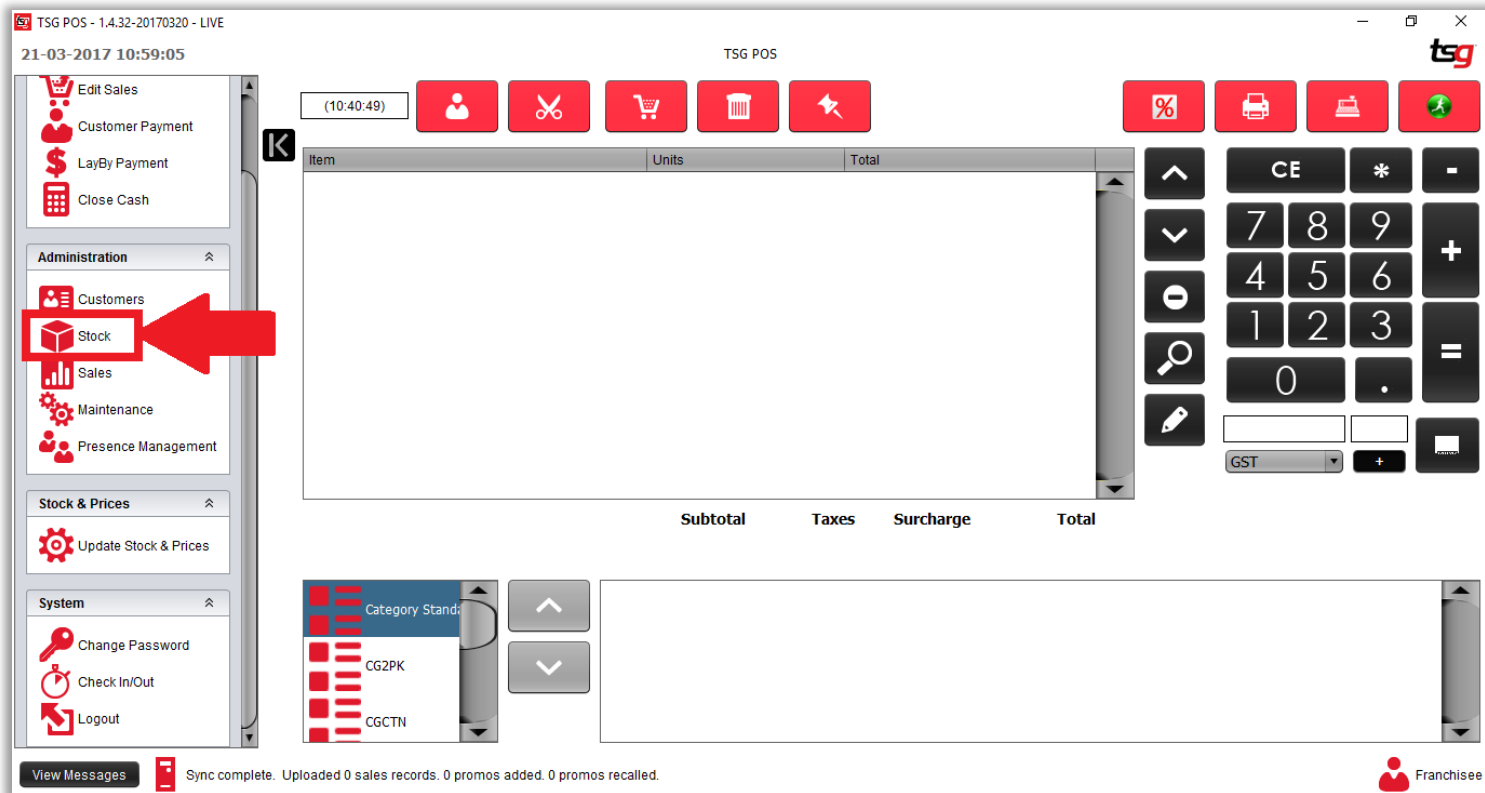 TSG POS - 1.4.32-20170320 - LIVE
21-03-2017 10:59:05
TSG POS
tsg
Edit Sales
Customer Payment
LayBy Payment
Close Cash
Administration
Customers
Stock
Sales
Maintenance
Presence Management
Stock & Prices
Update Stock & Prices
System
Change Password
Check In/Out
Logout
(10:40:49)
%
Item Units Total
CE * -
7 8 9 +
4 5 6
1 2 3 =
0 .
GST +
Subtotal Taxes Surcharge Total
Category Standa
CG2PK
CGCTN
View Messages
Sync complete. Uploaded 0 sales records. 0 promos added. 0 promos recalled.
Franchisee